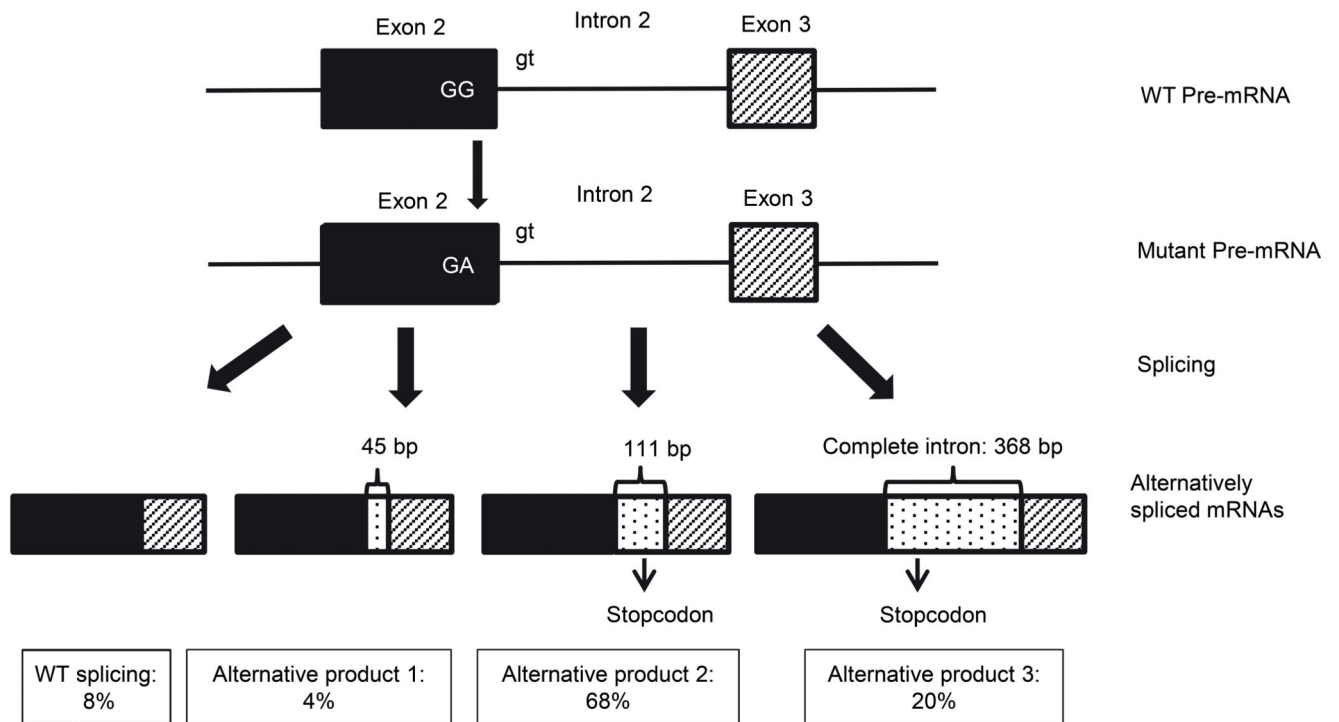 Exon 2
Intron 2
Exon 3
gt
GG
WT Pre-mRNA
Exon 2
Intron 2
Exon 3
gt
GA
Mutant Pre-mRNA
Splicing
45 bp
111 bp
Complete intron: 368 bp
Alternatively
spliced mRNAs
Stopcodon
Stopcodon
WT splicing:
8%
Alternative product 1:
4%
Alternative product 2:
68%
Alternative product 3:
20%